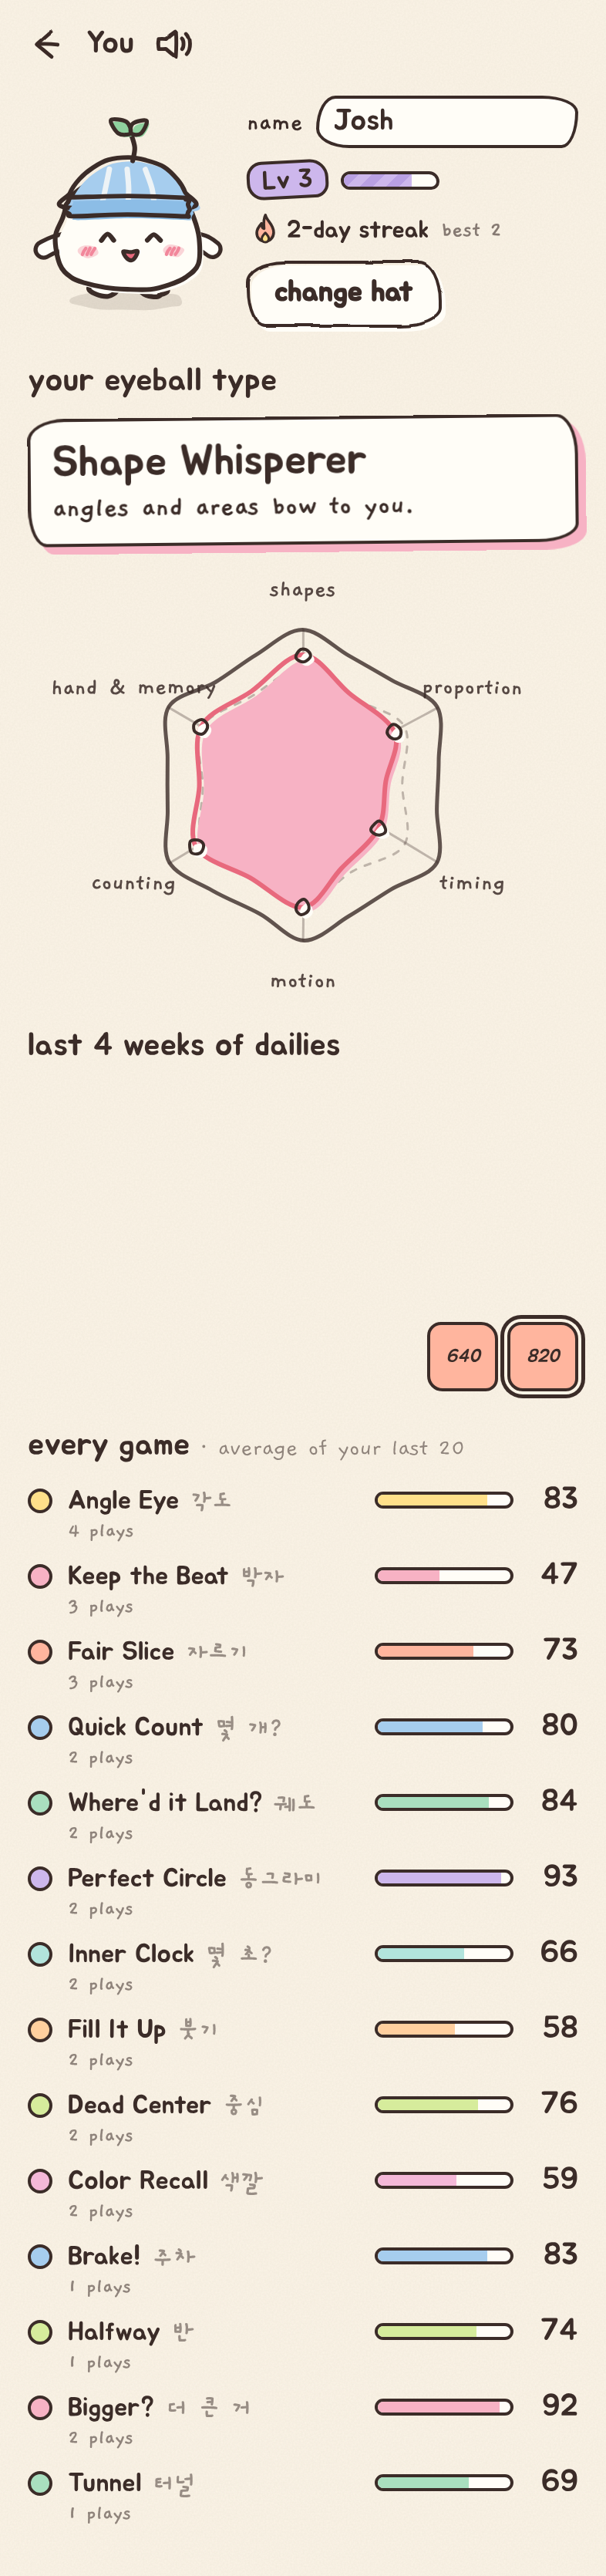 You
name Josh
Lv 3
2-day streak best 2
change hat
your eyeball type
Shape Whisperer
angles and areas bow to you.
shapes
hand & memory
proportion
counting
timing
motion
last 4 weeks of dailies
640 820
every game · average of your last 20
Angle Eye 각도 83
4 plays
Keep the Beat 박자 47
3 plays
Fair Slice 자르기 73
3 plays
Quick Count 몇 개? 80
2 plays
Where'd it Land? 궤도 84
2 plays
Perfect Circle 동그라미 93
2 plays
Inner Clock 몇 초? 66
2 plays
Fill It Up 붓기 58
2 plays
Dead Center 중심 76
2 plays
Color Recall 색깔 59
2 plays
Brake! 주차 83
1 plays
Halfway 반 74
1 plays
Bigger? 더 큰 거 92
2 plays
Tunnel 터널 69
1 plays